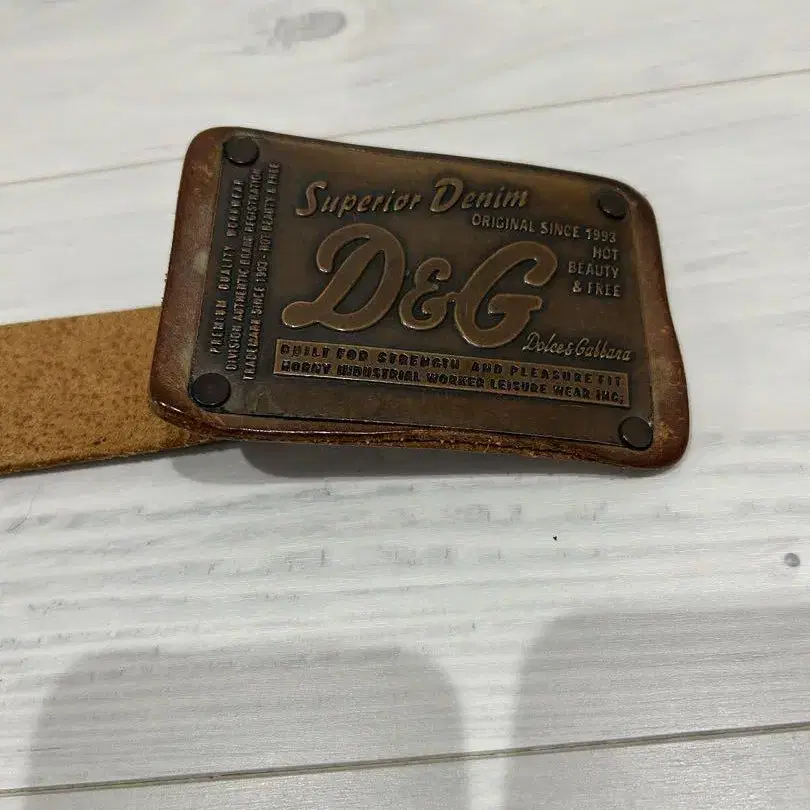 Superior Denim
ORIGINAL SINCE 1993
HOT
BEAUTY
& FREE
D&G
Dolce&Gabbana
BUILT FOR STRENGTH AND PLEASURE FIT
HORNY INDUSTRIAL WORKER LEISURE WEAR INC.
PREMIUM QUALITY WORKWEAR
DIVISION AUTHENTIC BRAND REGISTRATION
TRADEMARK SINCE 1993 - HOT BEAUTY & FREE